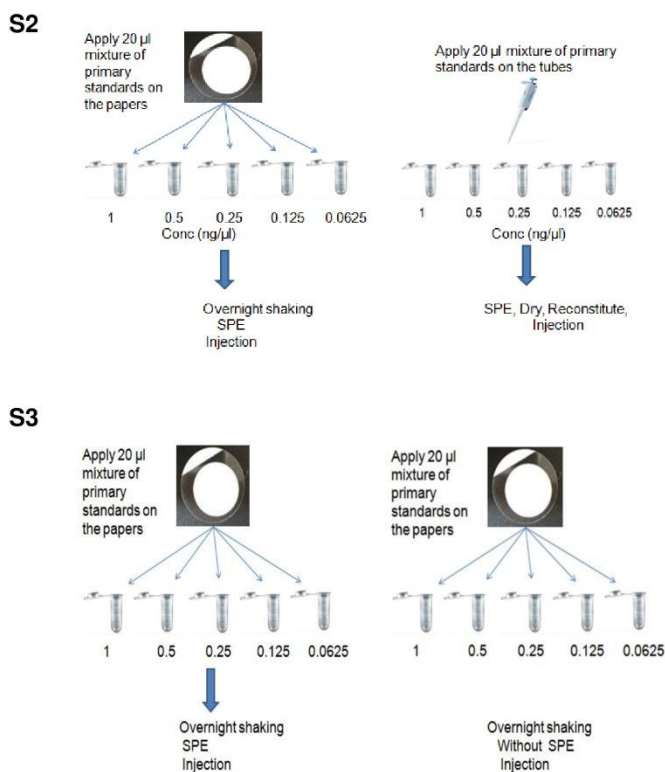 S2
Apply 20 µl
mixture of
primary
standards on
the papers
1 0.5 0.25 0.125 0.0625
Conc (ng/µl)
Overnight shaking
SPE
Injection
Apply 20 µl mixture of primary
standards on the tubes
1 0.5 0.25 0.125 0.0625
Conc (ng/µl)
SPE, Dry, Reconstitute,
Injection
S3
Apply 20 µl
mixture of
primary
standards on
the papers
1 0.5 0.25 0.125 0.0625
Overnight shaking
SPE
Injection
Apply 20 µl
mixture of
primary
standards on
the papers
1 0.5 0.25 0.125 0.0625
Overnight shaking
Without SPE
Injection